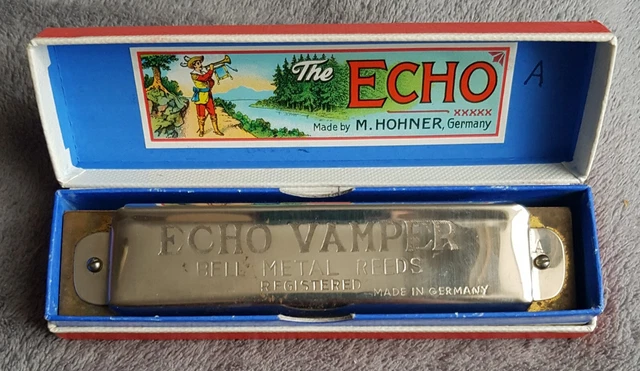 The ECHO
xxxxx
Made by M. HOHNER, Germany
A
ECHO VAMPER
BELL METAL REEDS
REGISTERED
MADE IN GERMANY
A